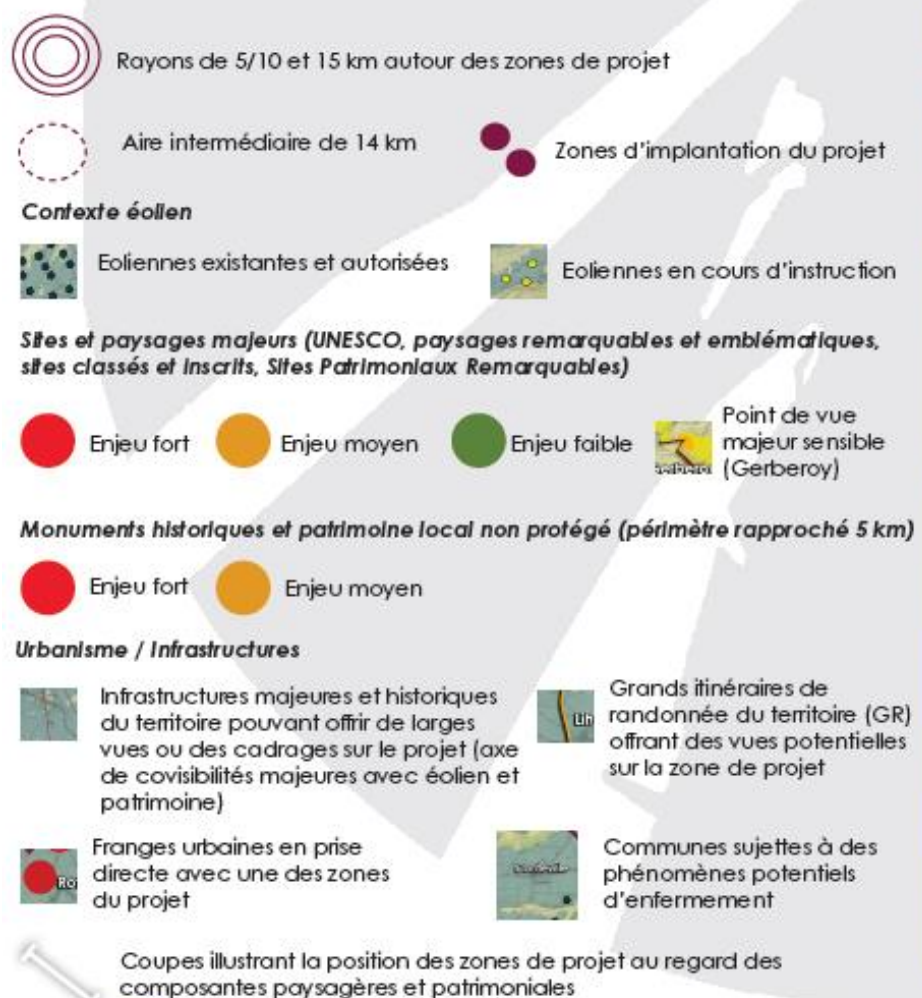 Rayons de 5/10 et 15 km autour des zones de projet
Aire intermédiaire de 14 km
Zones d'implantation du projet
Contexte éolien
Eoliennes existantes et autorisées
Eoliennes en cours d'instruction
Sites et paysages majeurs (UNESCO, paysages remarquables et emblématiques,
sites classés et inscrits, Sites Patrimoniaux Remarquables)
Enjeu fort
Enjeu moyen
Enjeu faible
Point de vue
majeur sensible
(Gerberoy)
Monuments historiques et patrimoine local non protégé (périmètre rapproché 5 km)
Enjeu fort
Enjeu moyen
Urbanisme / Infrastructures
Infrastructures majeures et historiques
du territoire pouvant offrir de larges
vues ou des cadrages sur le projet (axe
de covisibilités majeures avec éolien et
patrimoine)
Lih
Grands itinéraires de
randonnée du territoire (GR)
offrant des vues potentielles
sur la zone de projet
Ro
Franges urbaines en prise
directe avec une des zones
du projet
Communes sujettes à des
phénomènes potentiels
d'enfermement
Coupes illustrant la position des zones de projet au regard des
composantes paysagères et patrimoniales